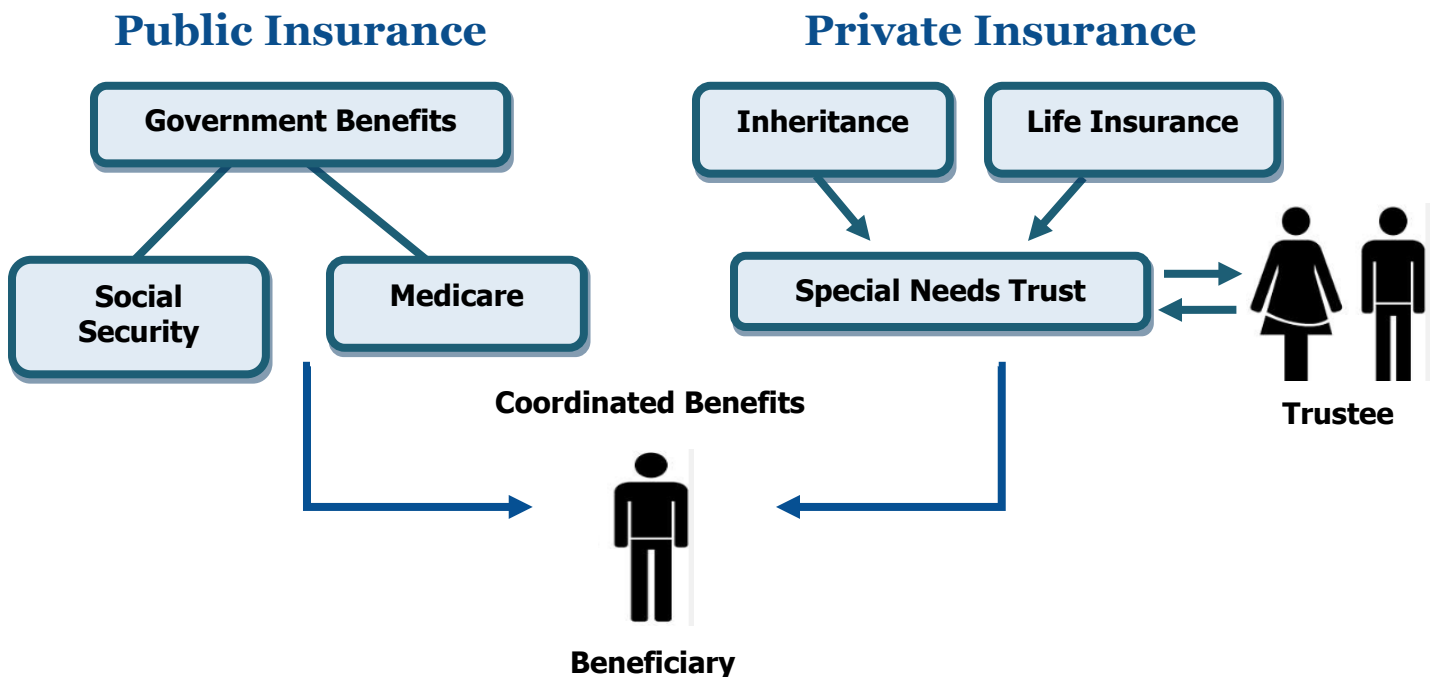 Public Insurance
Private Insurance
Government Benefits
Inheritance
Life Insurance
Social
Security
Medicare
Special Needs Trust
Coordinated Benefits
Trustee
Beneficiary